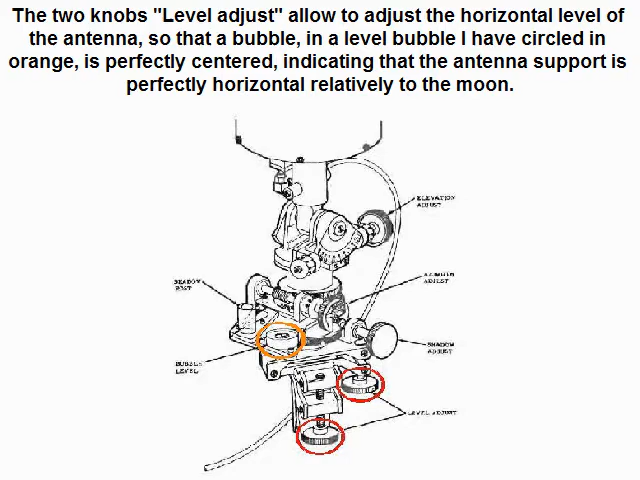 The two knobs "Level adjust" allow to adjust the horizontal level of
the antenna, so that a bubble, in a level bubble I have circled in
orange, is perfectly centered, indicating that the antenna support is
perfectly horizontal relatively to the moon.
ELEVATION
ADJUST
AZIMUTH
ADJUST
SHADOW
REST
SHADOW
ADJUST
BUBBLE
LEVEL
LEVEL ADJUST